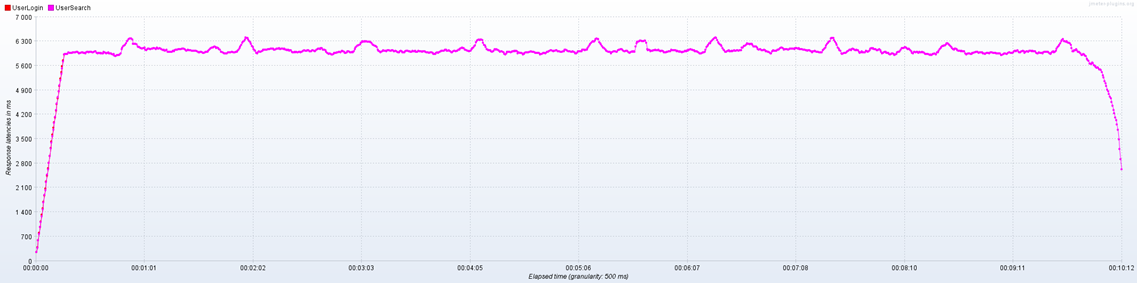 UserLogin UserSearch
jmeter-plugins.org
7 000
6 300
5 600
4 900
4 200
3 500
2 800
2 100
1 400
700
0
Response latencies in ms
00:00:00 00:01:01 00:02:02 00:03:03 00:04:05 00:05:06 00:06:07 00:07:08 00:08:10 00:09:11 00:10:12
Elapsed time (granularity: 500 ms)